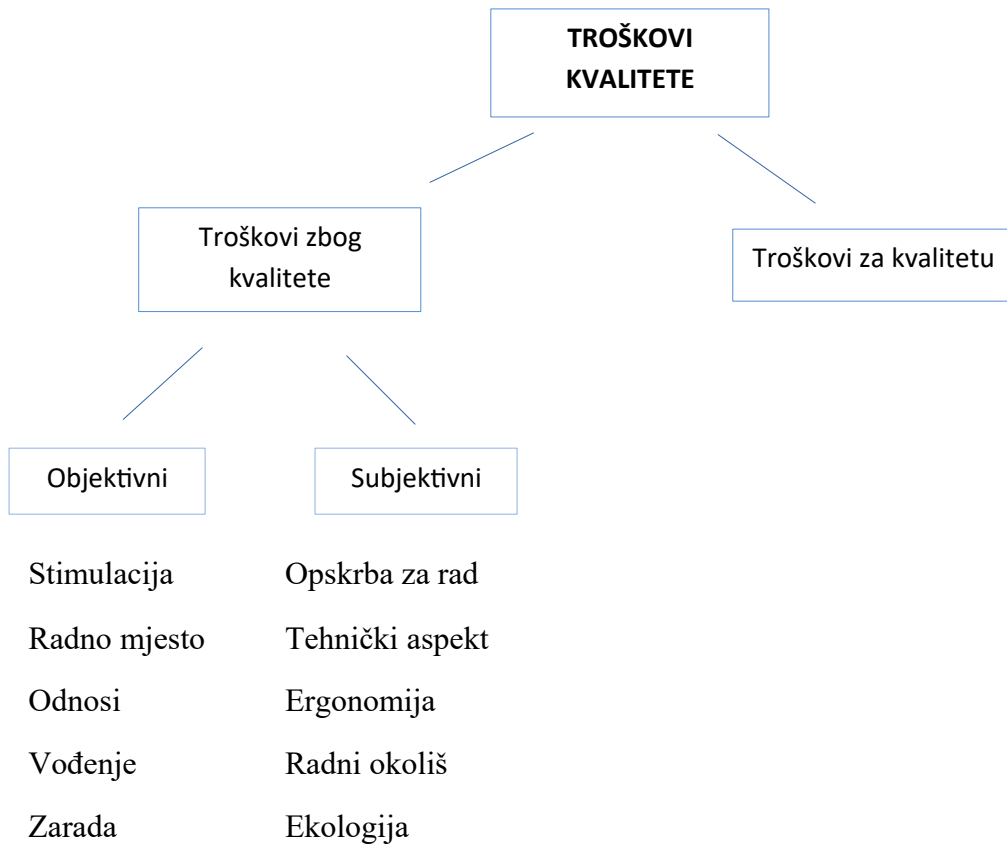 TROŠKOVI
KVALITETE
Troškovi zbog
kvalitete
Troškovi za kvalitetu
Objektivni
Subjektivni
Stimulacija
Opskrba za rad
Radno mjesto
Tehnički aspekt
Odnosi
Ergonomija
Vođenje
Radni okoliš
Zarada
Ekologija